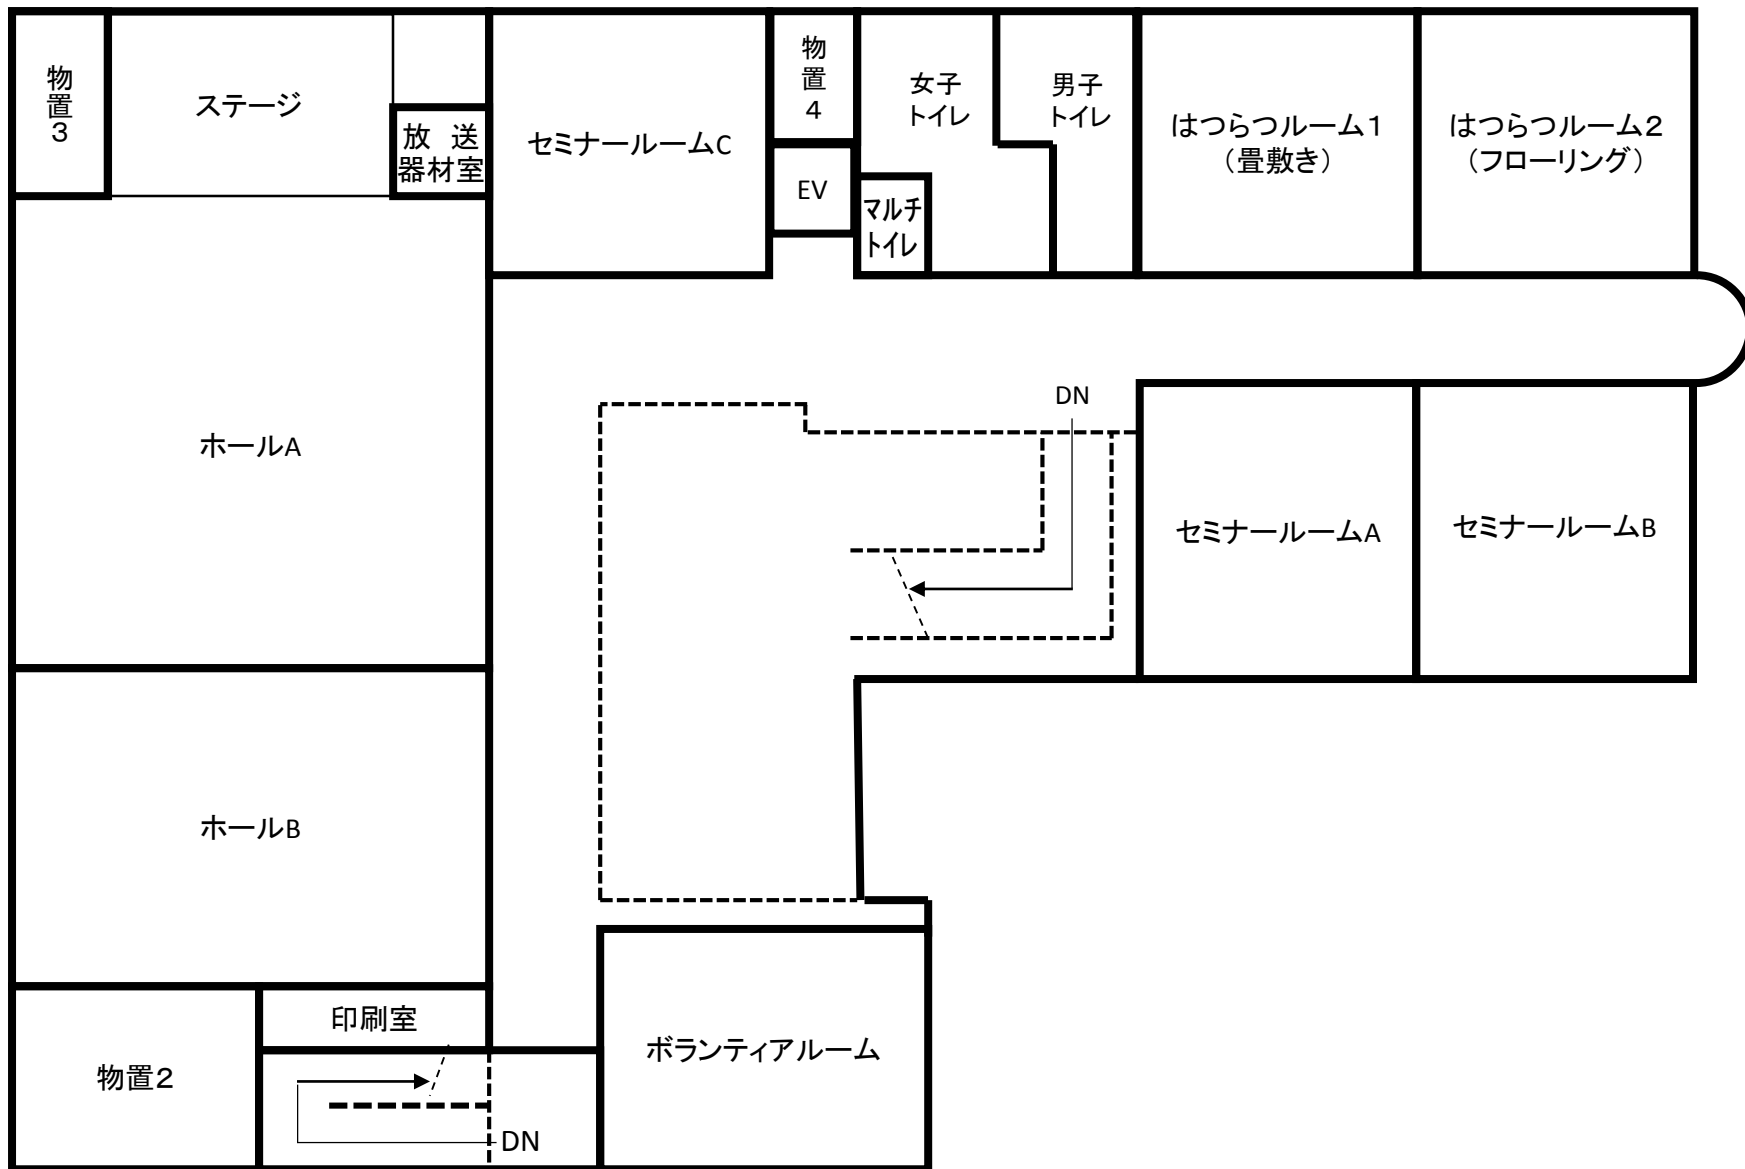 物置3
ステージ
放 送
器材室
セミナールームC
物置4
EV
女子
トイレ
マルチ
トイレ
男子
トイレ
はつらつルーム1
(畳敷き)
はつらつルーム2
(フローリング)
ホールA
DN
セミナールームA
セミナールームB
ホールB
印刷室
物置2
DN
ボランティアルーム